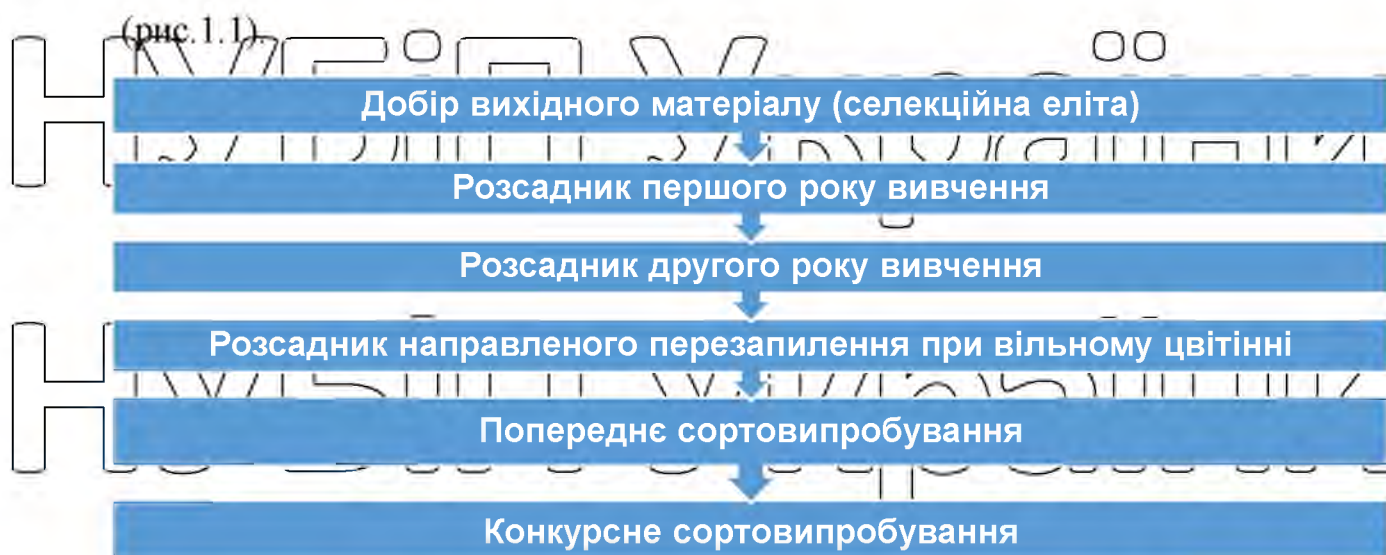 (рис.1.1).
Добір вихідного матеріалу (селекційна еліта)
Розсадник першого року вивчення
Розсадник другого року вивчення
Розсадник направленого перезапилення при вільному цвітінні
Попереднє сортовипробування
Конкурсне сортовипробування